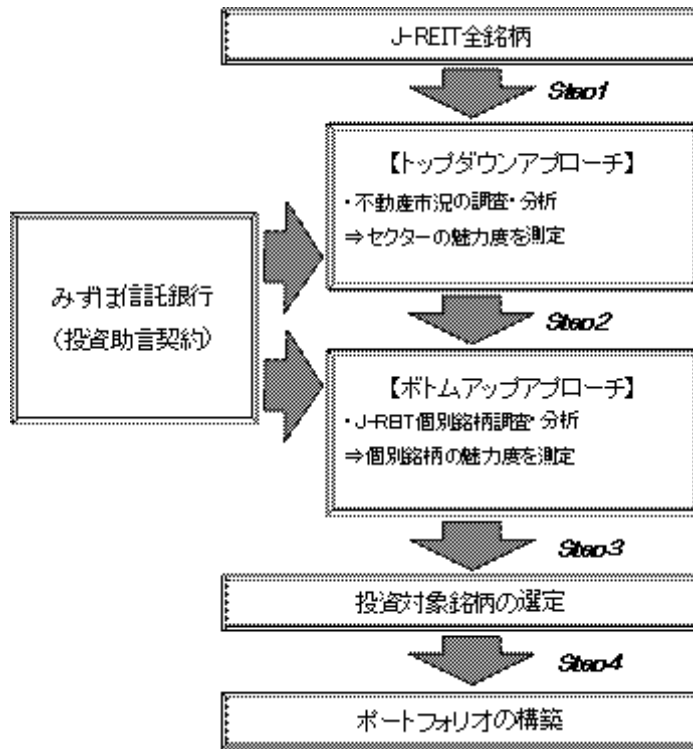 J-REIT全銘柄
Step1
【トップダウンアプローチ】
・不動産市況の調査・分析
⇒セクターの魅力度を測定
みずほ信託銀行
(投資助言契約)
Step2
【ボトムアップアプローチ】
・J-REIT個別銘柄調査・分析
⇒個別銘柄の魅力度を測定
Step3
投資対象銘柄の選定
Step4
ポートフォリオの構築